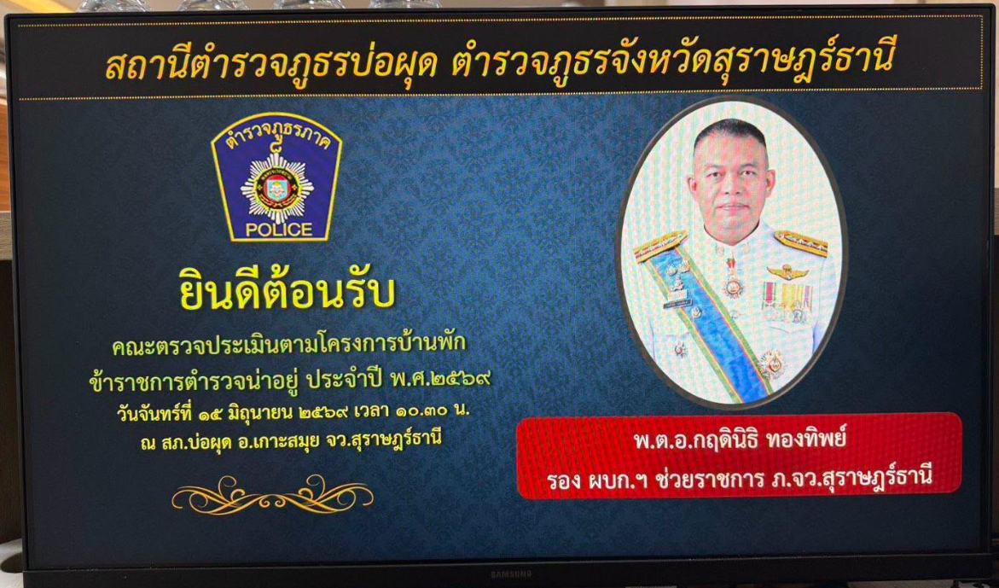 สถานีตำรวจภูธรบ่อผุด ตำรวจภูธรจังหวัดสุราษฎร์ธานี
ตำรวจภูธรภาค
๘
POLICE
ยินดีต้อนรับ
คณะตรวจประเมินตามโครงการบ้านพัก
ข้าราชการตำรวจน่าอยู่ ประจำปี พ.ศ.๒๕๖๙
วันจันทร์ที่ ๑๕ มิถุนายน ๒๕๖๙ เวลา ๑๐.๓๐ น.
ณ สภ.บ่อผุด อ.เกาะสมุย จว.สุราษฎร์ธานี
พ.ต.อ.กฤดินิธิ ทองทิพย์
รอง ผบก.ฯ ช่วยราชการ ภ.จว.สุราษฎร์ธานี
SAMSUNG